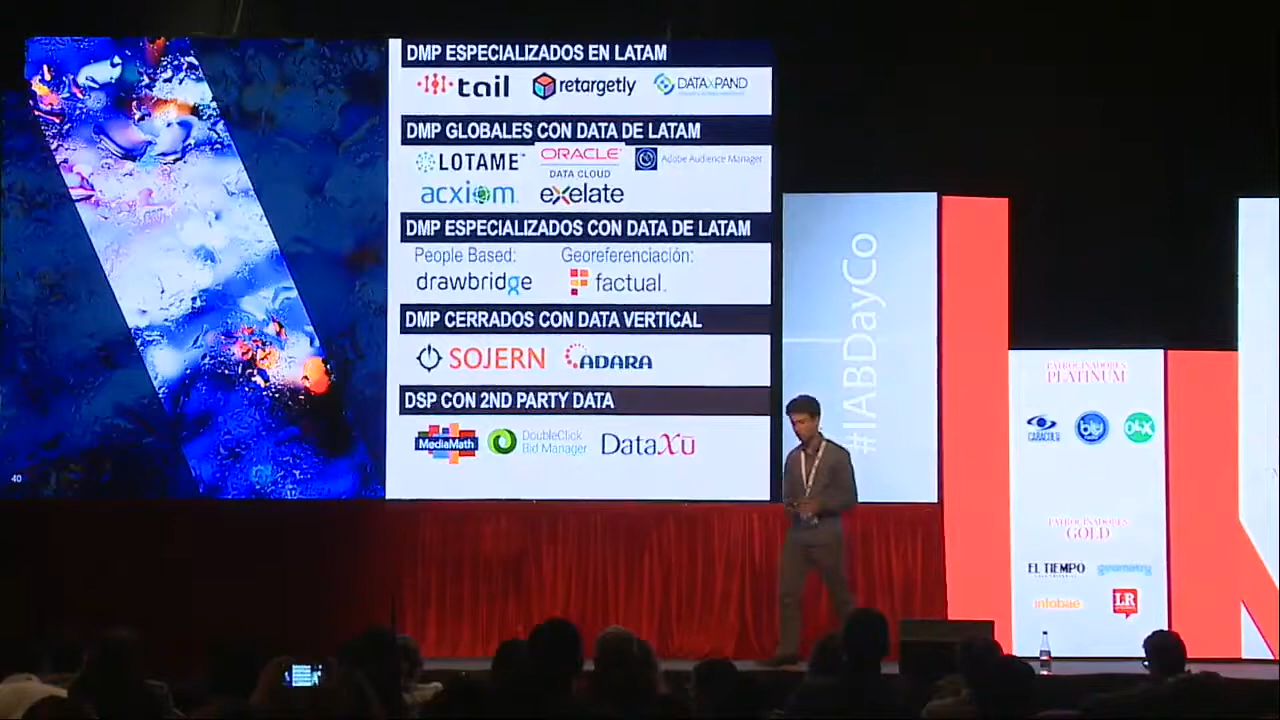 DMP ESPECIALIZADOS EN LATAM
tail retargetly DATAXPAND
DMP GLOBALES CON DATA DE LATAM
LOTAME ORACLE DATA CLOUD Adobe Audience Manager
acxiom exelate
DMP ESPECIALIZADOS CON DATA DE LATAM
People Based: Georeferenciación:
drawbridge factual.
DMP CERRADOS CON DATA VERTICAL
SOJERN ADARA
DSP CON 2ND PARTY DATA
MediaMath DoubleClick Bid Manager DataXu
40
#IABDayCo
PATROCINADORES
PLATINUM
CARACOL blu OLX
PATROCINADORES
GOLD
EL TIEMPO geometry
infobae LR